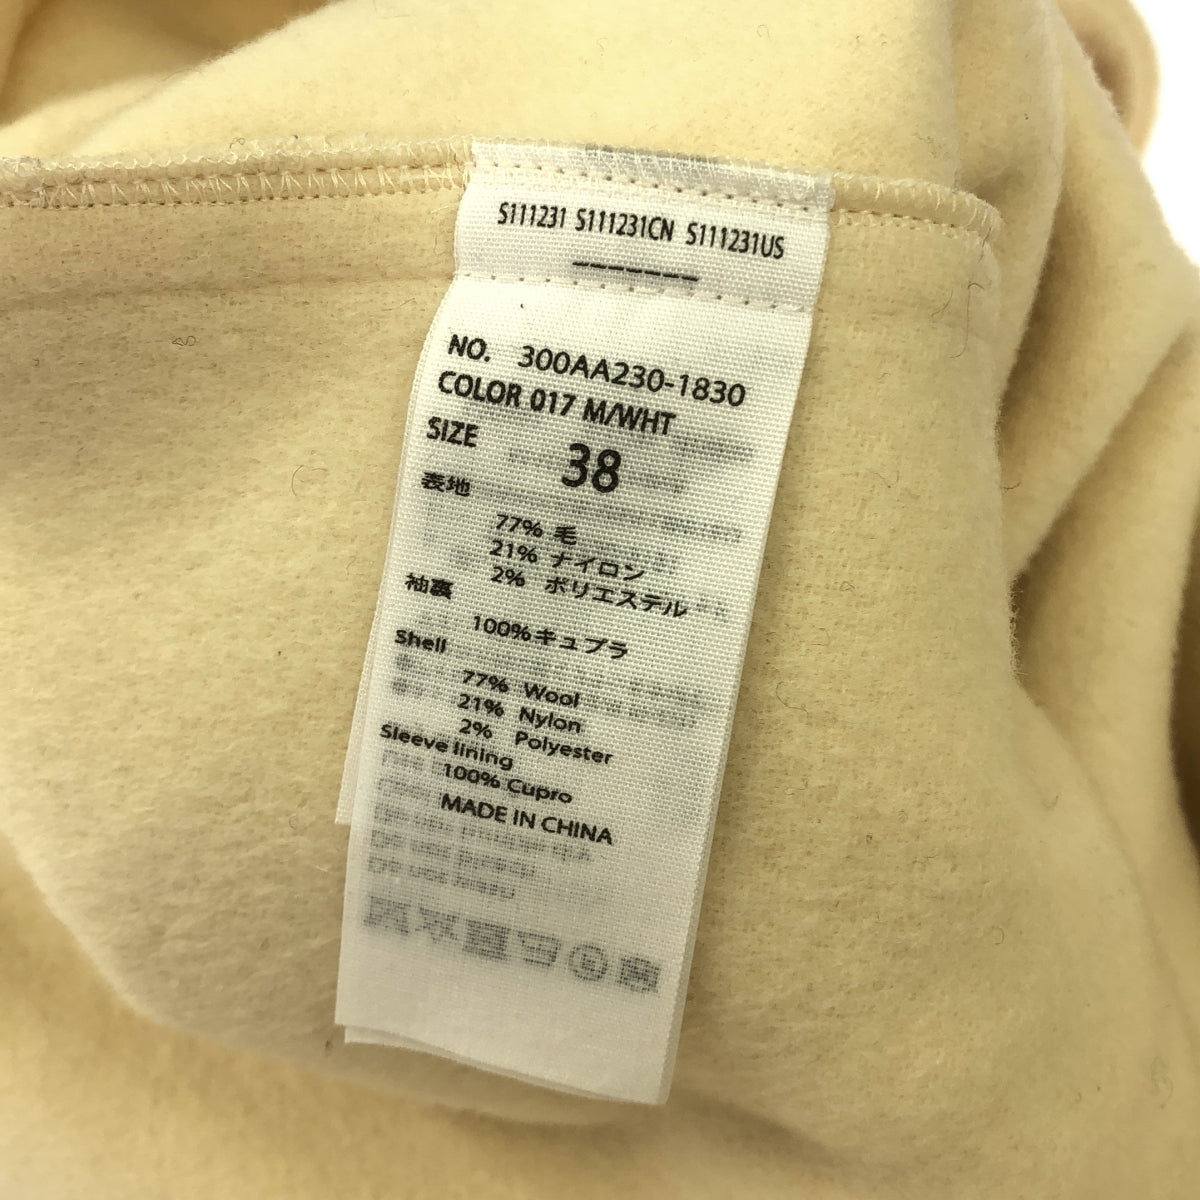 S111231 S111231CN S111231US
-------
NO. 300AA230-1830
COLOR 017 M/WHT
SIZE 38
表地
77% 毛
21% ナイロン
2% ポリエステル
袖裏
100%キュプラ
Shell
77% Wool
21% Nylon
2% Polyester
Sleeve lining
100% Cupro
MADE IN CHINA